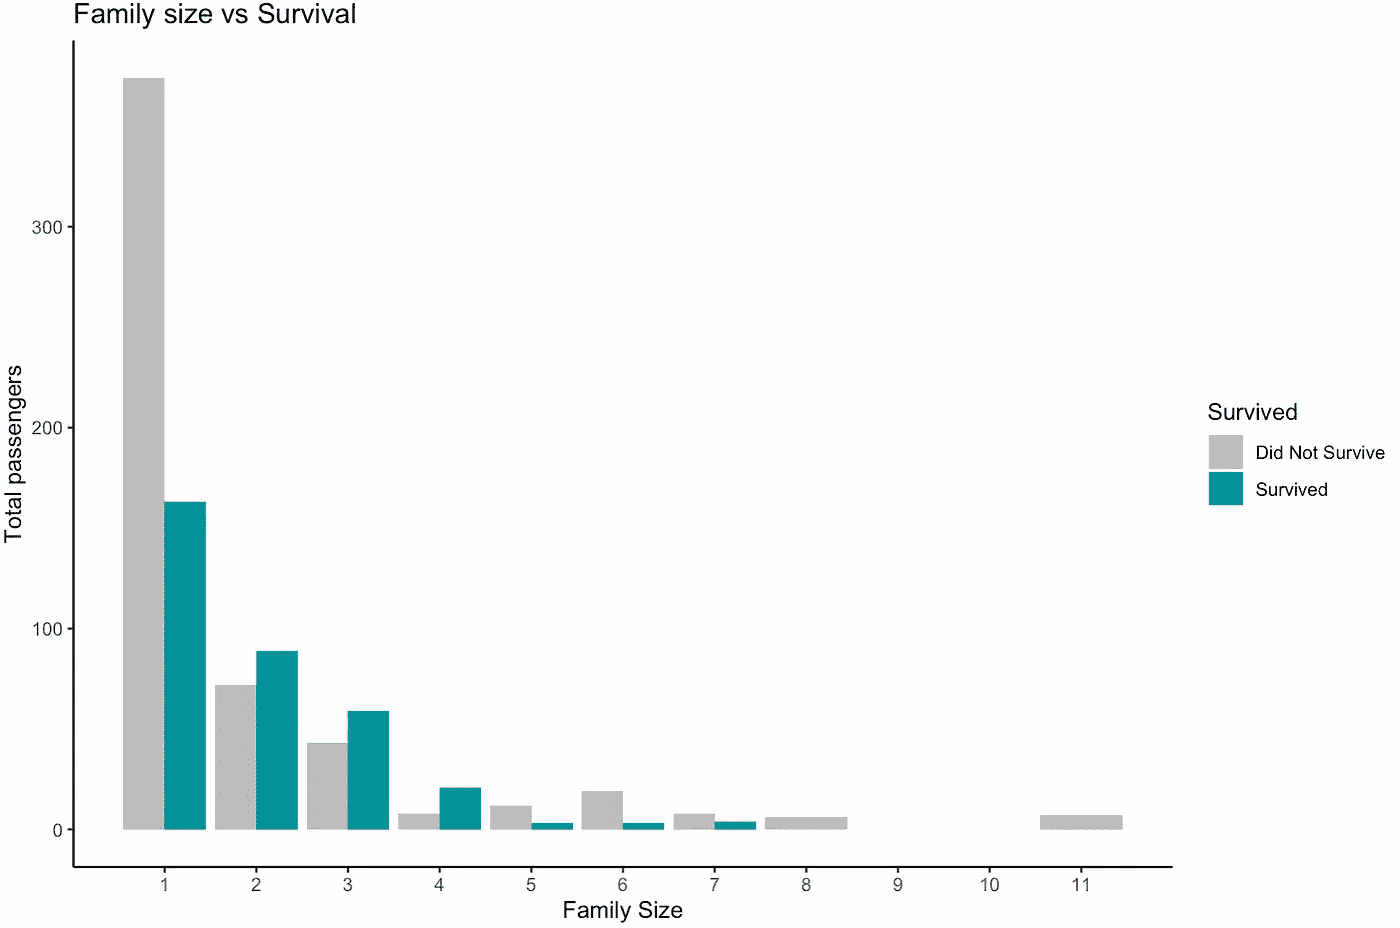 Family size vs Survival
Total passengers
300
200
100
0
1 2 3 4 5 6 7 8 9 10 11
Family Size
Survived
Did Not Survive
Survived